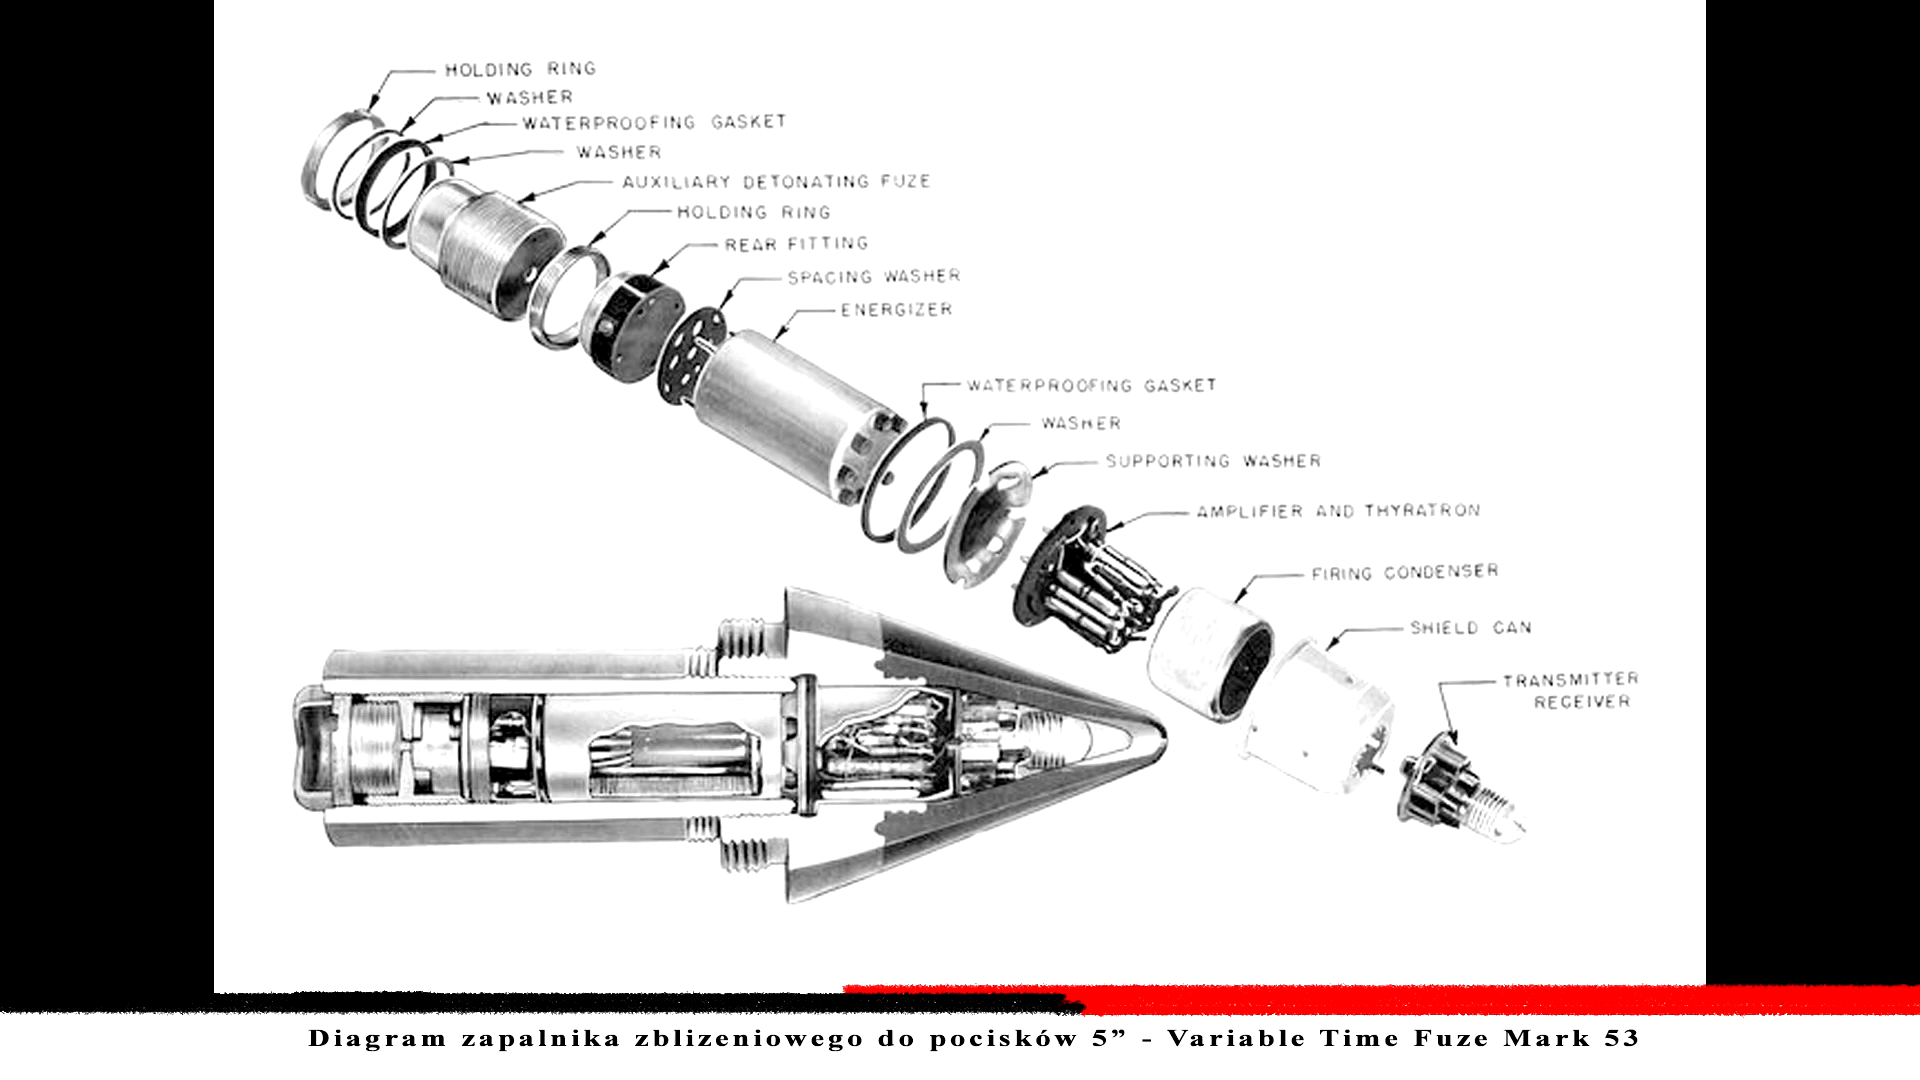 HOLDING RING
WASHER
WATERPROOFING GASKET
WASHER
AUXILIARY DETONATING FUZE
HOLDING RING
REAR FITTING
SPACING WASHER
ENERGIZER
WATERPROOFING GASKET
WASHER
SUPPORTING WASHER
AMPLIFIER AND THYRATRON
FIRING CONDENSER
SHIELD CAN
TRANSMITTER
RECEIVER
Diagram zapalnika zblizeniowego do pocisków 5” - Variable Time Fuze Mark 53